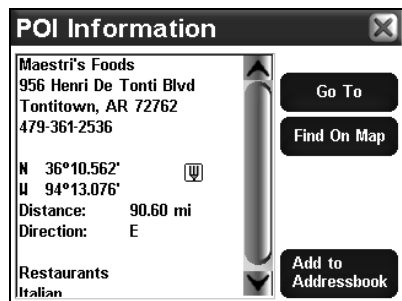 POI Information
Maestri's Foods
956 Henri De Tonti Blvd
Tontitown, AR 72762
479-361-2536
N 36°10.562'
W 94°13.076'
Distance: 90.60 mi
Direction: E
Restaurants
Italian
Go To
Find On Map
Add to
Addressbook